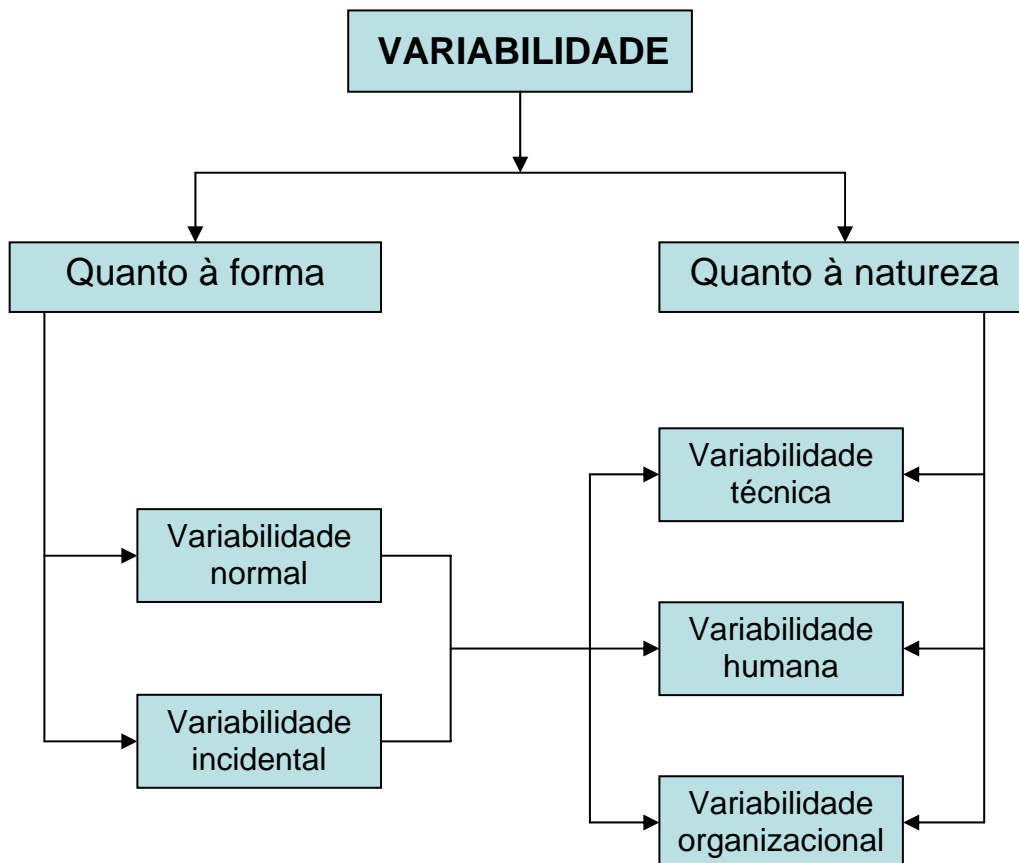 VARIABILIDADE
Quanto à forma
Quanto à natureza
Variabilidade
técnica
Variabilidade
normal
Variabilidade
humana
Variabilidade
incidental
Variabilidade
organizacional